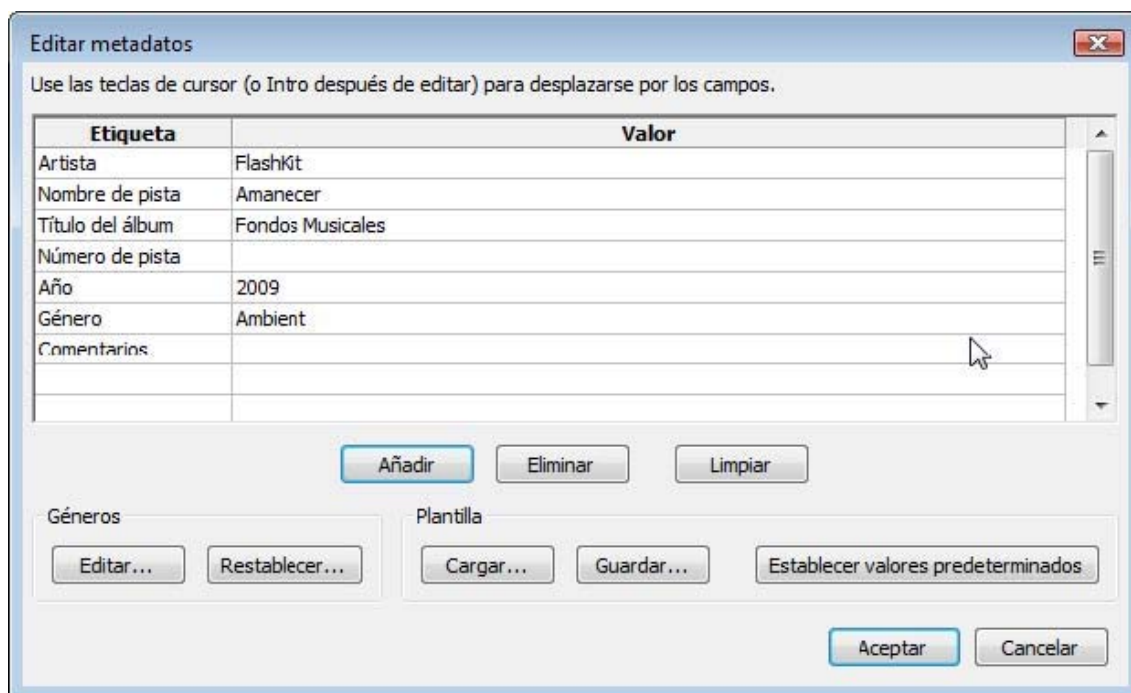 Editar metadatos
Use las teclas de cursor (o Intro después de editar) para desplazarse por los campos.
Etiqueta Valor
Artista FlashKit
Nombre de pista Amanecer
Título del álbum Fondos Musicales
Número de pista
Año 2009
Género Ambient
Comentarios
Añadir Eliminar Limpiar
Géneros Plantilla
Editar... Restablecer... Cargar... Guardar... Establecer valores predeterminados
Aceptar Cancelar